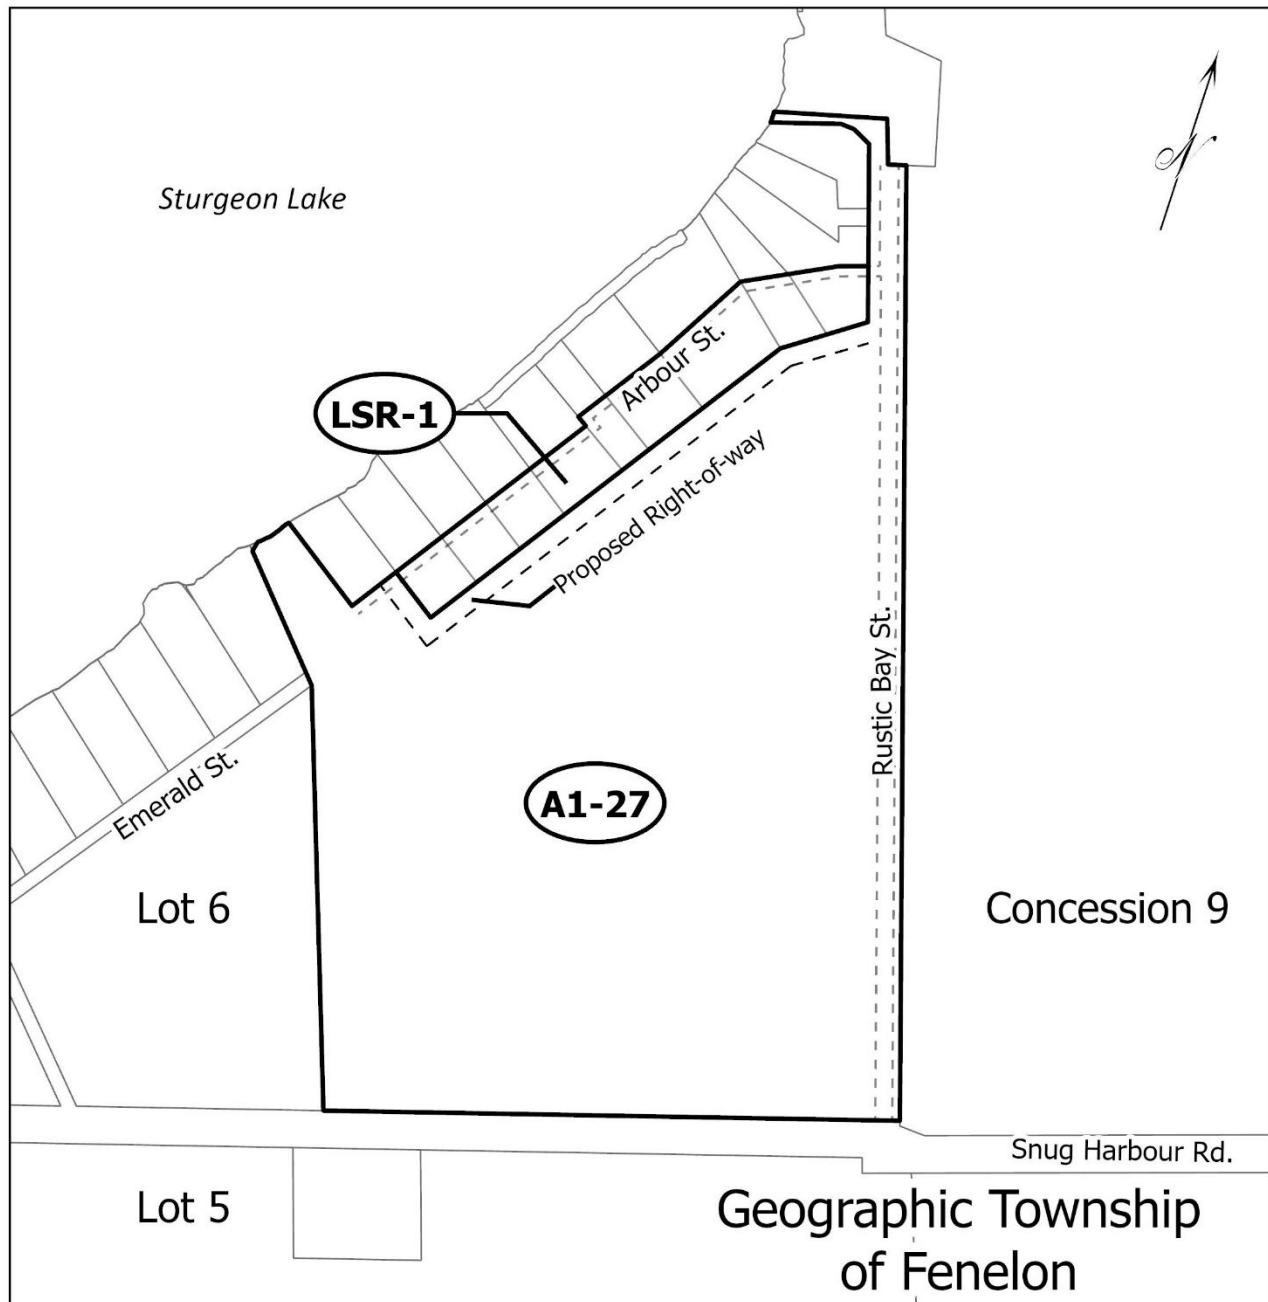 Sturgeon Lake
N
Arbour St.
LSR-1
Proposed Right-of-way
Rustic Bay St.
Emerald St.
A1-27
Lot 6
Concession 9
Snug Harbour Rd.
Lot 5
Geographic Township
of Fenelon